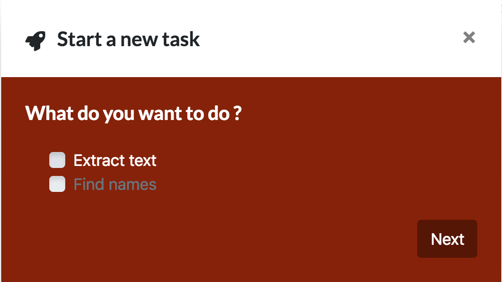 Start a new task
What do you want to do ?
Extract text
Find names
Next